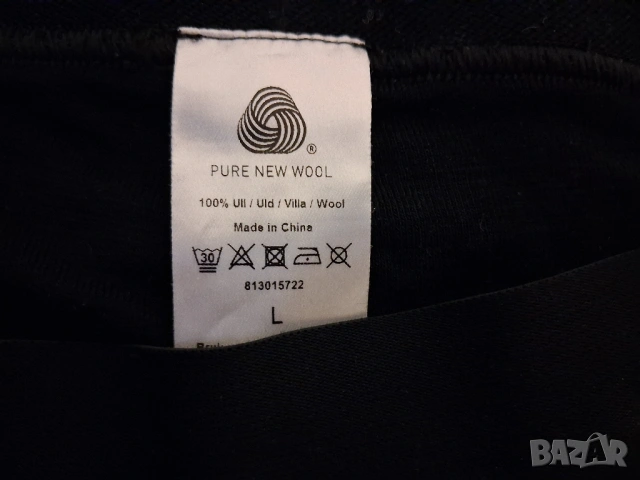 ®
PURE NEW WOOL
100% Ull / Uld / Villa / Wool
Made in China
30
813015722
L
BAZAR